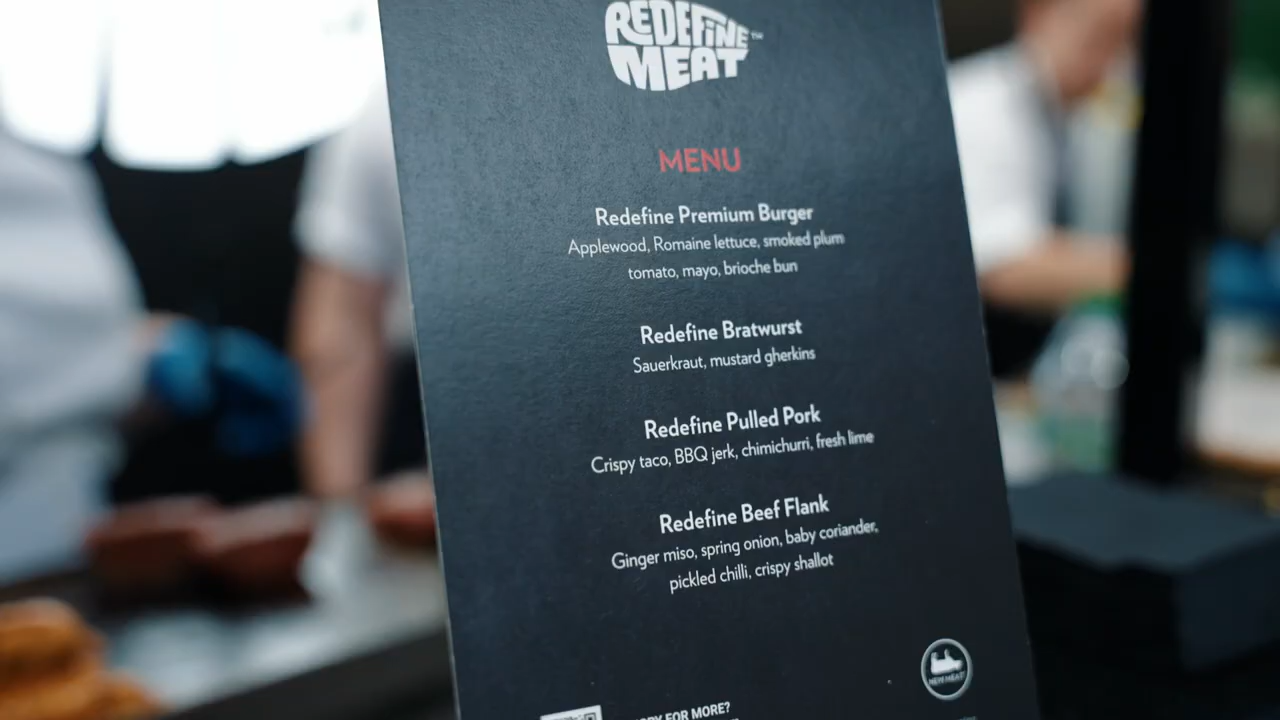 REDEFINE
MEAT™
MENU
Redefine Premium Burger
Applewood, Romaine lettuce, smoked plum
tomato, mayo, brioche bun
Redefine Bratwurst
Sauerkraut, mustard gherkins
Redefine Pulled Pork
Crispy taco, BBQ jerk, chimichurri, fresh lime
Redefine Beef Flank
Ginger miso, spring onion, baby coriander,
pickled chilli, crispy shallot
NEW MEAT
FOR MORE?